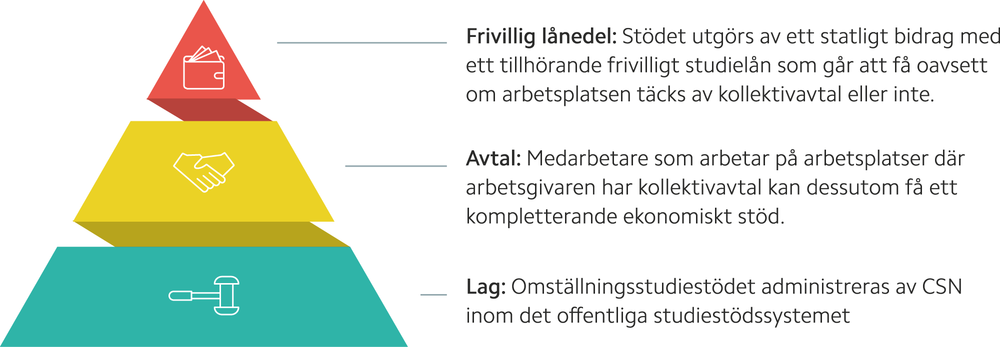 Frivillig lånedel: Stödet utgörs av ett statligt bidrag med
ett tillhörande frivilligt studielån som går att få oavsett
om arbetsplatsen täcks av kollektivavtal eller inte.
Avtal: Medarbetare som arbetar på arbetsplatser där
arbetsgivaren har kollektivavtal kan dessutom få ett
kompletterande ekonomiskt stöd.
Lag: Omställningsstudiestödet administreras av CSN
inom det offentliga studiestödssystemet